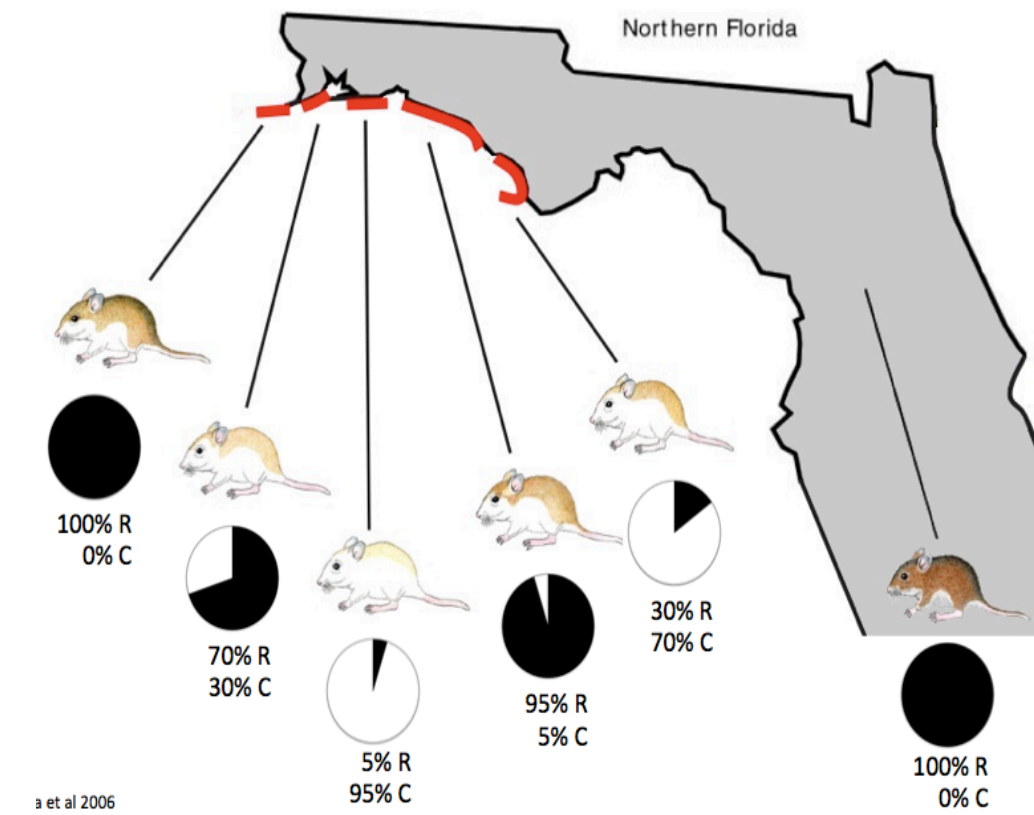 Northern Florida
100% R
0% C
70% R
30% C
5% R
95% C
95% R
5% C
30% R
70% C
100% R
0% C
a et al 2006